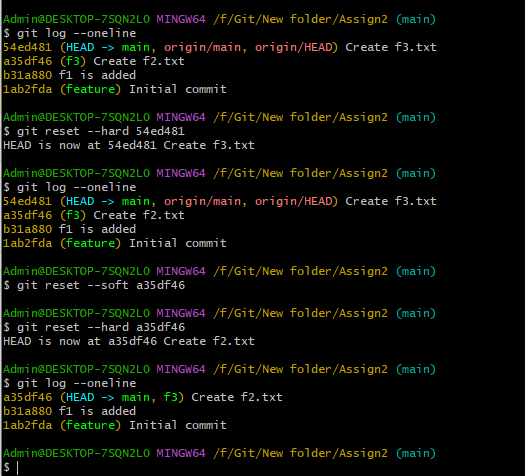 Admin@DESKTOP-7SQN2L0 MINGW64 /f/Git/New folder/Assign2 (main)
$ git log --oneline
54ed481 (HEAD -> main, origin/main, origin/HEAD) Create f3.txt
a35df46 (f3) Create f2.txt
b31a880 f1 is added
1ab2fda (feature) Initial commit
Admin@DESKTOP-7SQN2L0 MINGW64 /f/Git/New folder/Assign2 (main)
$ git reset --hard 54ed481
HEAD is now at 54ed481 Create f3.txt
Admin@DESKTOP-7SQN2L0 MINGW64 /f/Git/New folder/Assign2 (main)
$ git log --oneline
54ed481 (HEAD -> main, origin/main, origin/HEAD) Create f3.txt
a35df46 (f3) Create f2.txt
b31a880 f1 is added
1ab2fda (feature) Initial commit
Admin@DESKTOP-7SQN2L0 MINGW64 /f/Git/New folder/Assign2 (main)
$ git reset --soft a35df46
Admin@DESKTOP-7SQN2L0 MINGW64 /f/Git/New folder/Assign2 (main)
$ git reset --hard a35df46
HEAD is now at a35df46 Create f2.txt
Admin@DESKTOP-7SQN2L0 MINGW64 /f/Git/New folder/Assign2 (main)
$ git log --oneline
a35df46 (HEAD -> main, f3) Create f2.txt
b31a880 f1 is added
1ab2fda (feature) Initial commit
Admin@DESKTOP-7SQN2L0 MINGW64 /f/Git/New folder/Assign2 (main)
$